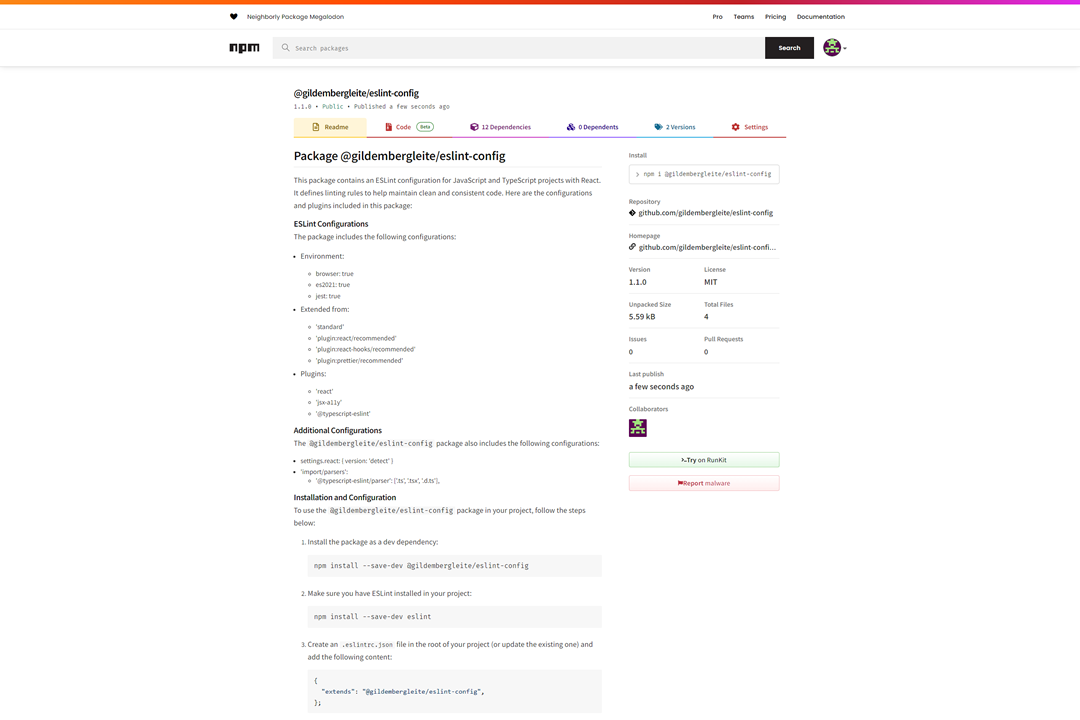 Neighborly Package Megalodon
Pro Teams Pricing Documentation
npm
Search packages
Search
@gildembergleite/eslint-config
1.1.0 • Public • Published a few seconds ago
Readme
Code Beta
12 Dependencies
0 Dependents
2 Versions
Settings
Package @gildembergleite/eslint-config
This package contains an ESLint configuration for JavaScript and TypeScript projects with React.
It defines linting rules to help maintain clean and consistent code. Here are the configurations
and plugins included in this package:
ESLint Configurations
The package includes the following configurations:
• Environment:
◦ browser: true
◦ es2021: true
◦ jest: true
• Extended from:
◦ 'standard'
◦ 'plugin:react/recommended'
◦ 'plugin:react-hooks/recommended'
◦ 'plugin:prettier/recommended'
• Plugins:
◦ 'react'
◦ 'jsx-a11y'
◦ '@typescript-eslint'
Additional Configurations
The @gildembergleite/eslint-config package also includes the following configurations:
• settings.react: { version: 'detect' }
• 'import/parsers':
◦ '@typescript-eslint/parser': ['.ts', '.tsx', '.d.ts'],
Installation and Configuration
To use the @gildembergleite/eslint-config package in your project, follow the steps
below:
1. Install the package as a dev dependency:
npm install --save-dev @gildembergleite/eslint-config
2. Make sure you have ESLint installed in your project:
npm install --save-dev eslint
3. Create an .eslintrc.json file in the root of your project (or update the existing one) and
add the following content:
{
"extends": "@gildembergleite/eslint-config",
};
Install
> npm i @gildembergleite/eslint-config
Repository
github.com/gildembergleite/eslint-config
Homepage
github.com/gildembergleite/eslint-confi...
Version License
1.1.0 MIT
Unpacked Size Total Files
5.59 kB 4
Issues Pull Requests
0 0
Last publish
a few seconds ago
Collaborators
>-Try on RunKit
Report malware